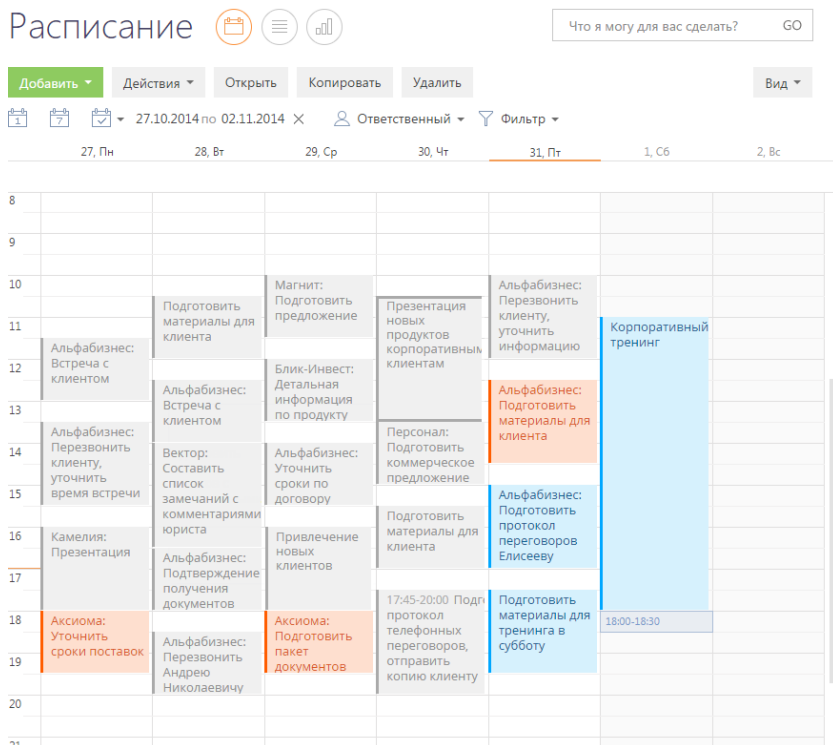 Расписание
Что я могу для вас сделать? GO
Добавить Действия Открыть Копировать Удалить Вид
1 7 27.10.2014 по 02.11.2014 Ответственный Фильтр
27, Пн 28, Вт 29, Ср 30, Чт 31, Пт 1, Сб 2, Вс
8
9
10
11
12
13
14
15
16
17
18
19
20
21
Альфабизнес:
Встреча с
клиентом
Альфабизнес:
Перезвонить
клиенту,
уточнить
время встречи
Камелия:
Презентация
Аксиома:
Уточнить
сроки поставок
Подготовить
материалы для
клиента
Альфабизнес:
Встреча с
клиентом
Вектор:
Составить
список
замечаний с
комментариями
юриста
Альфабизнес:
Подтверждение
получения
документов
Альфабизнес:
Перезвонить
Андрею
Николаевичу
Магнит:
Подготовить
предложение
Блик-Инвест:
Детальная
информация
по продукту
Альфабизнес:
Уточнить
сроки по
договору
Привлечение
новых
клиентов
Аксиома:
Подготовить
пакет
документов
Презентация
новых
продуктов
корпоративным
клиентам
Персонал:
Подготовить
коммерческое
предложение
Подготовить
материалы для
клиента
17:45-20:00 Подг
протокол
телефонных
переговоров,
отправить
копию клиенту
Альфабизнес:
Перезвонить
клиенту,
уточнить
информацию
Альфабизнес:
Подготовить
материалы для
клиента
Альфабизнес:
Подготовить
протокол
переговоров
Елисееву
Подготовить
материалы для
тренинга в
субботу
Корпоративный
тренинг
18:00-18:30